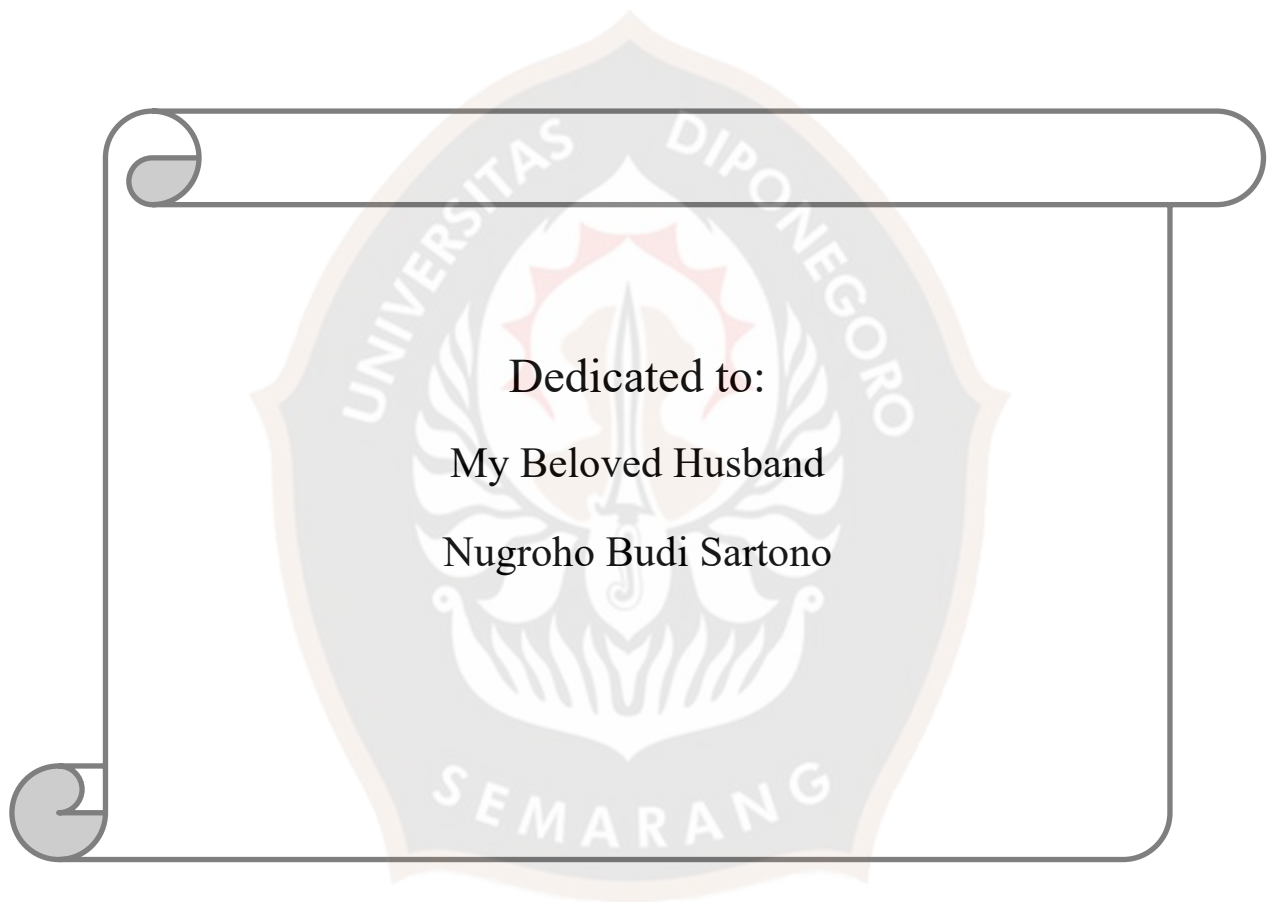 UNIVERSITAS DIPONEGORO
Dedicated to:
My Beloved Husband
Nugroho Budi Sartono
SEMARANG